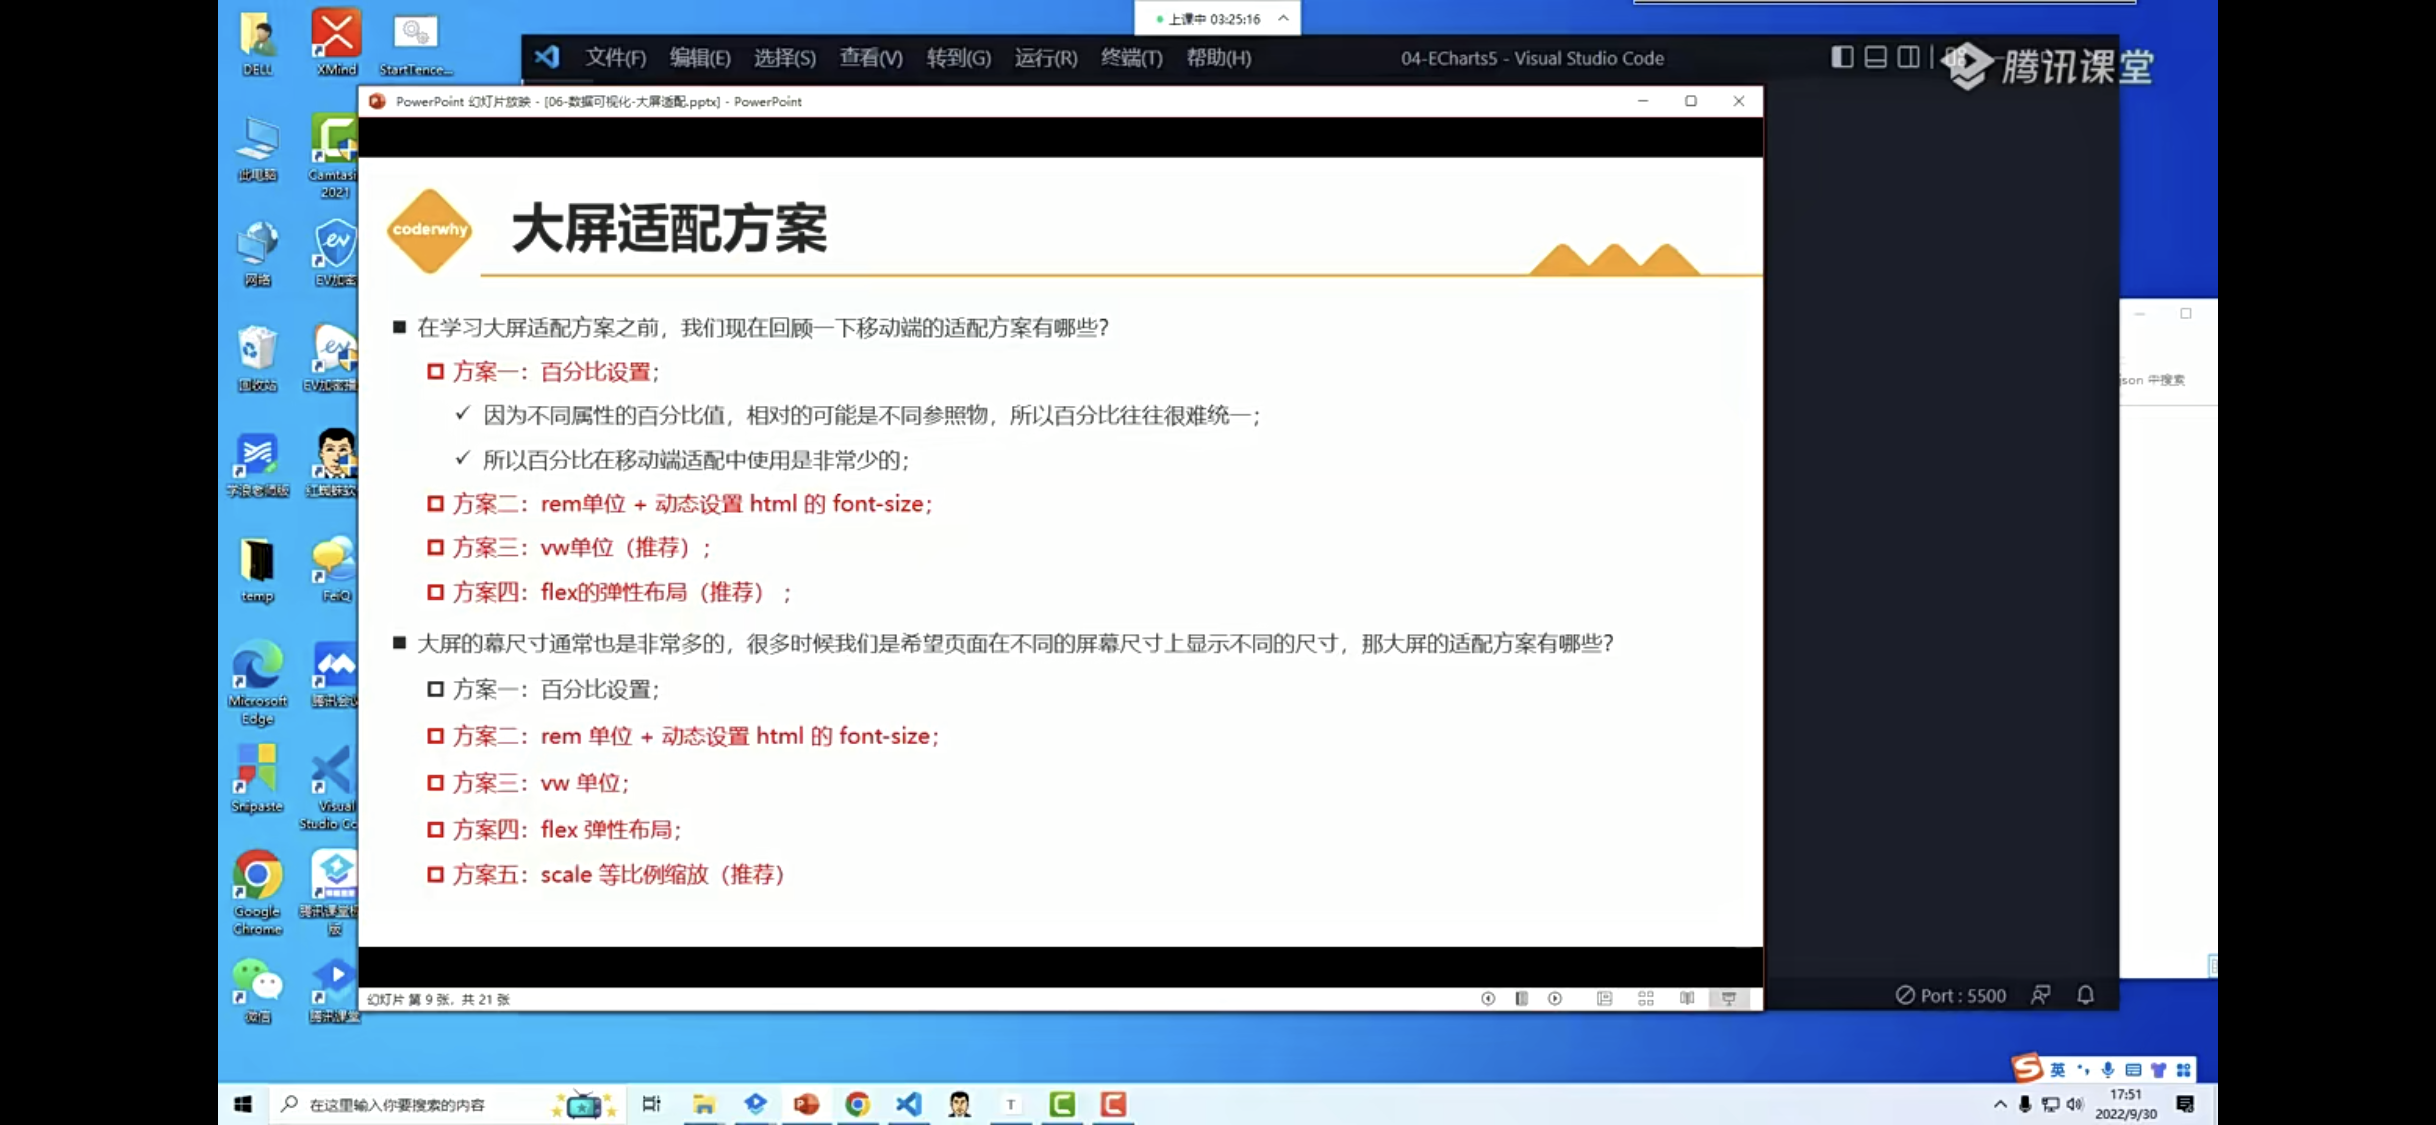 上课中 03:25:16
DELL
XMind
StartTence...
文件(F) 编辑(E) 选择(S) 查看(V) 转到(G) 运行(R) 终端(T) 帮助(H)
04-ECharts5 - Visual Studio Code
腾讯课堂
PowerPoint 幻灯片放映 - [06-数据可视化-大屏适配.pptx] - PowerPoint
此电脑
Camtasi
2021
网络
回收站
temp
FeiQ
Microsoft
Edge
Snipaste
Visual
Studio Co
Google
Chrome
微信
腾讯课堂
coderwhy
大屏适配方案
在学习大屏适配方案之前，我们现在回顾一下移动端的适配方案有哪些？
方案一：百分比设置；
因为不同属性的百分比值，相对的可能是不同参照物，所以百分比往往很难统一；
所以百分比在移动端适配中使用是非常少的；
方案二：rem单位 + 动态设置 html 的 font-size；
方案三：vw单位（推荐）；
方案四：flex的弹性布局（推荐）；
大屏的幕尺寸通常也是非常多的，很多时候我们是希望页面在不同的屏幕尺寸上显示不同的尺寸，那大屏的适配方案有哪些？
方案一：百分比设置；
方案二：rem 单位 + 动态设置 html 的 font-size；
方案三：vw 单位；
方案四：flex 弹性布局；
方案五：scale 等比例缩放（推荐）
幻灯片 第 9 张，共 21 张
json 中搜索
Port : 5500
英
在这里输入你要搜索的内容
17:51
2022/9/30